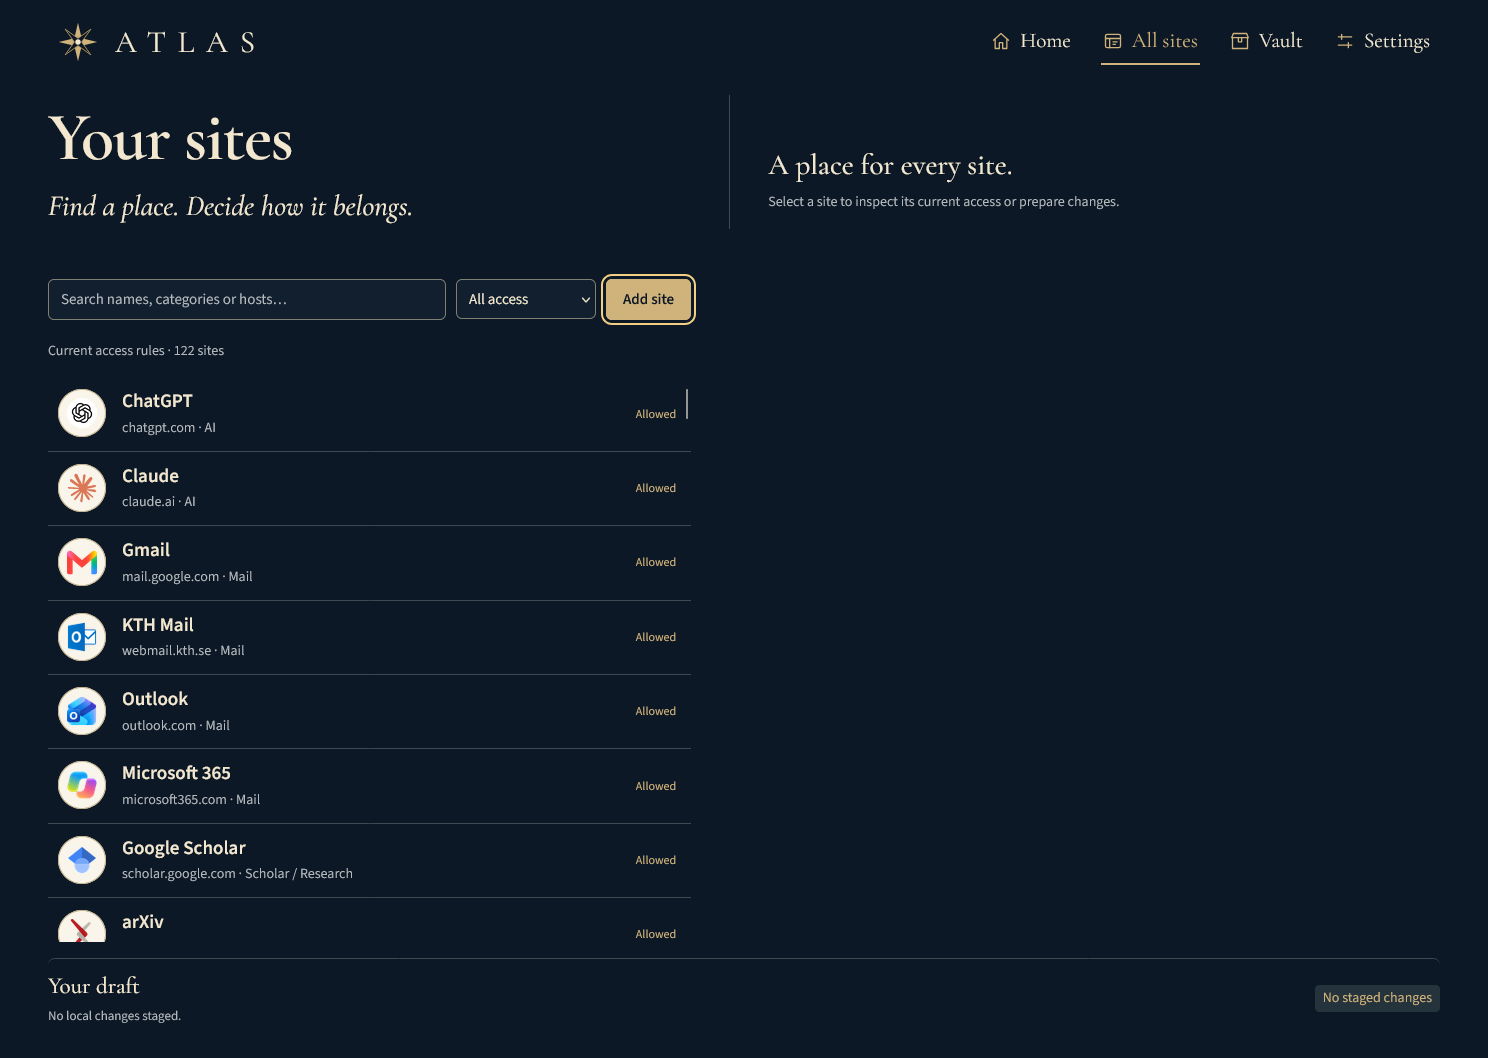 ATLAS
Home
All sites
Vault
Settings
Your sites
Find a place. Decide how it belongs.
A place for every site.
Select a site to inspect its current access or prepare changes.
Search names, categories or hosts…
All access
Add site
Current access rules · 122 sites
ChatGPT
chatgpt.com · AI
Allowed
Claude
claude.ai · AI
Allowed
Gmail
mail.google.com · Mail
Allowed
KTH Mail
webmail.kth.se · Mail
Allowed
Outlook
outlook.com · Mail
Allowed
Microsoft 365
microsoft365.com · Mail
Allowed
Google Scholar
scholar.google.com · Scholar / Research
Allowed
arXiv
Allowed
Your draft
No local changes staged.
No staged changes